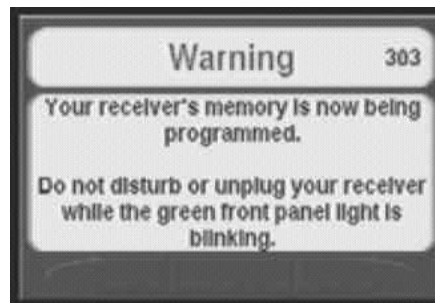 Warning
303
Your receiver's memory is now being
programmed.
Do not disturb or unplug your receiver
while the green front panel light is
blinking.